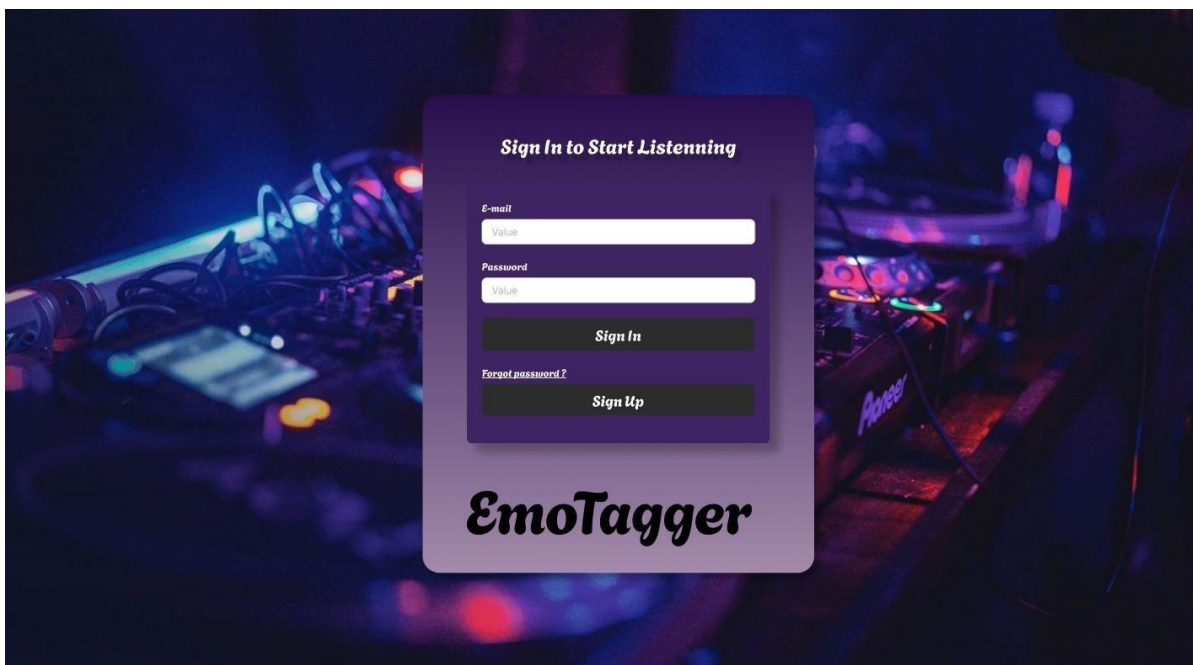 Sign In to Start Listenning
E-mail
Value
Password
Value
Sign In
Forgot password ?
Sign Up
Pioneer
EmoTagger